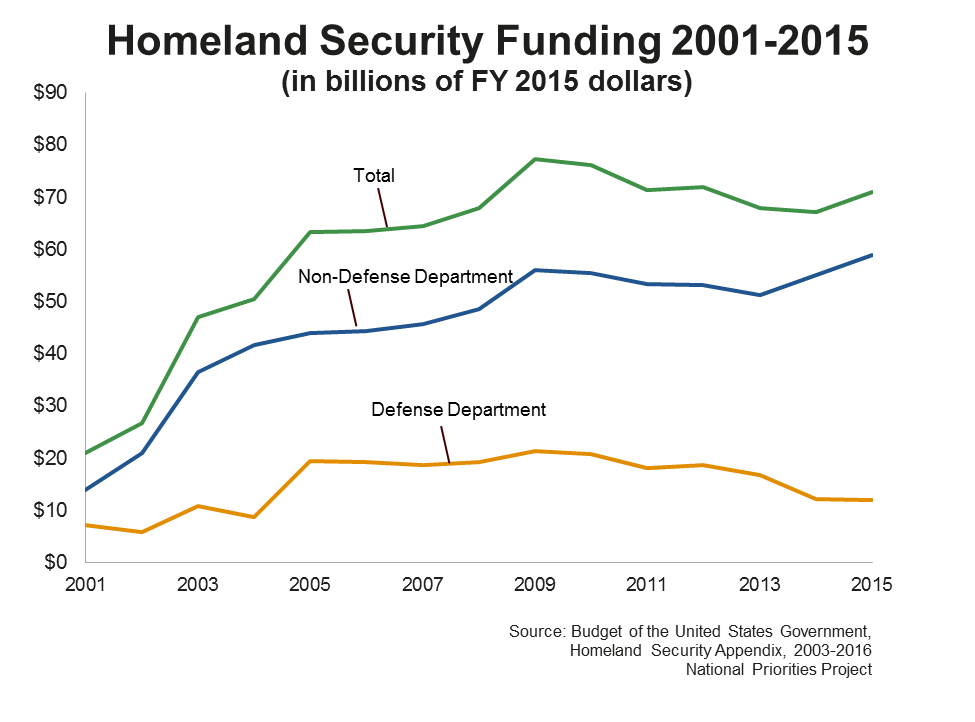 Homeland Security Funding 2001-2015
(in billions of FY 2015 dollars)
$90
$80
$70
$60
$50
$40
$30
$20
$10
$0
Total
Non-Defense Department
Defense Department
2001 2003 2005 2007 2009 2011 2013 2015
Source: Budget of the United States Government,
Homeland Security Appendix, 2003-2016
National Priorities Project